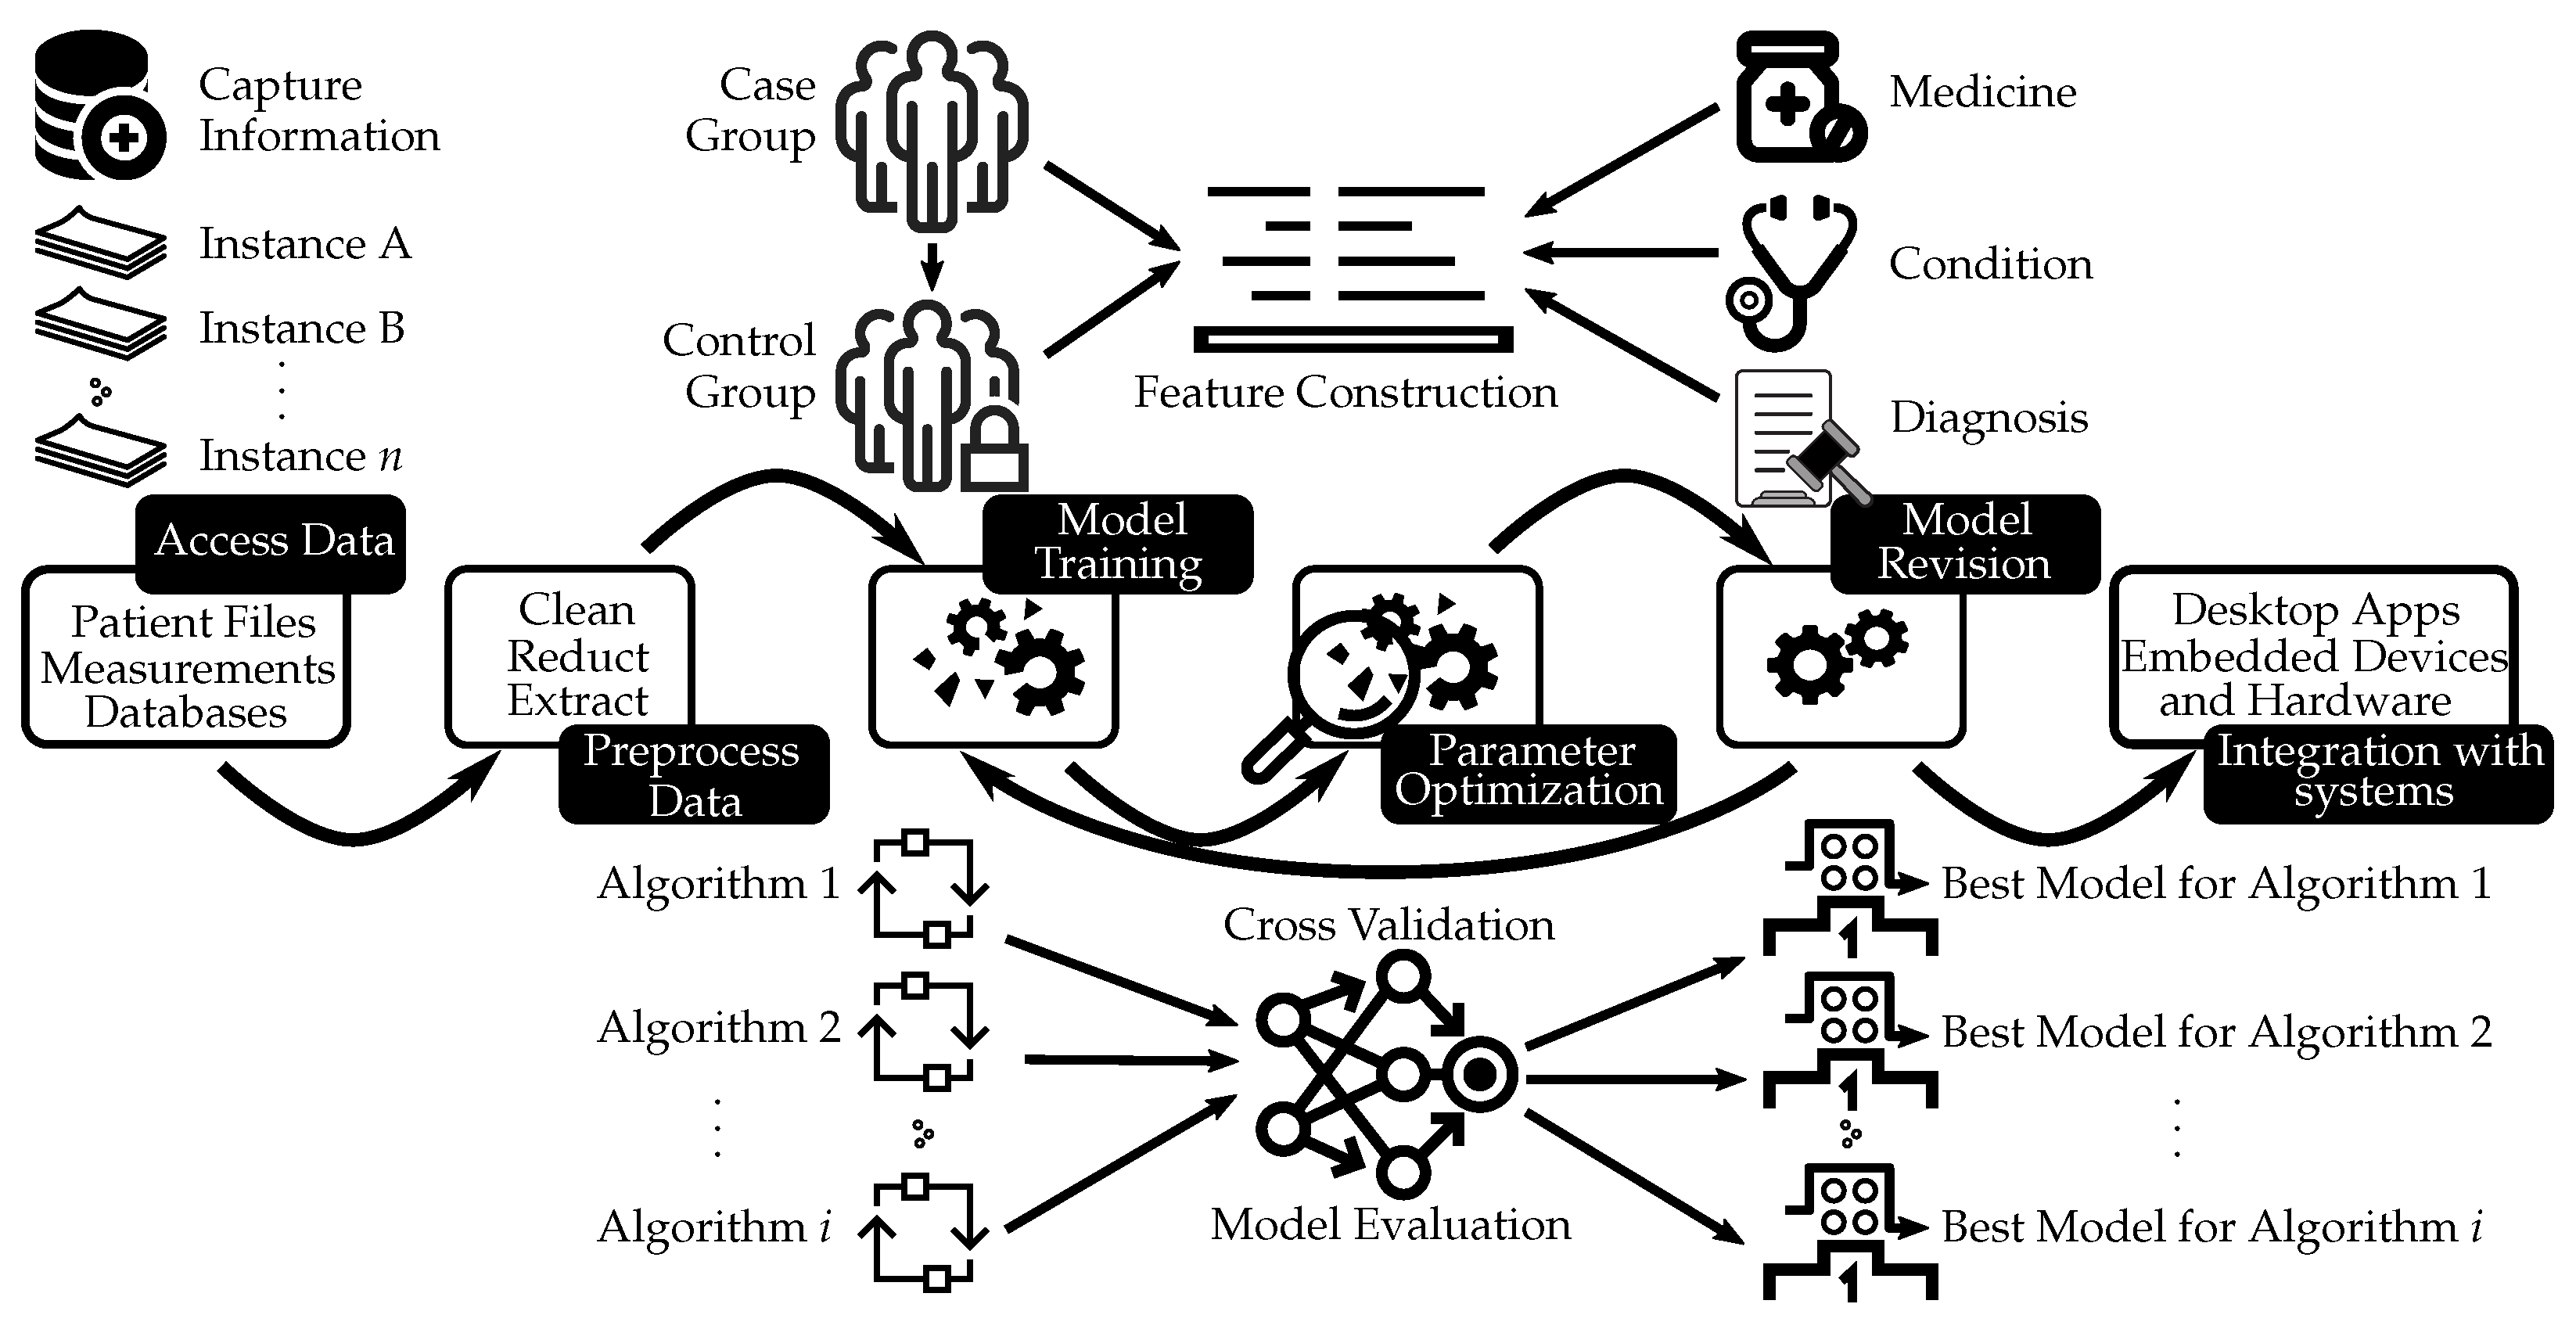 Capture
Information
Instance A
Instance B
Instance n
Case
Group
Control
Group
Feature Construction
Medicine
Condition
Diagnosis
Access Data
Patient Files
Measurements
Databases
Clean
Reduct
Extract
Preprocess
Data
Model
Training
Parameter
Optimization
Model
Revision
Desktop Apps
Embedded Devices
and Hardware
Integration with
systems
Algorithm 1
Algorithm 2
Algorithm i
Cross Validation
Model Evaluation
1
Best Model for Algorithm 1
1
Best Model for Algorithm 2
1
Best Model for Algorithm i